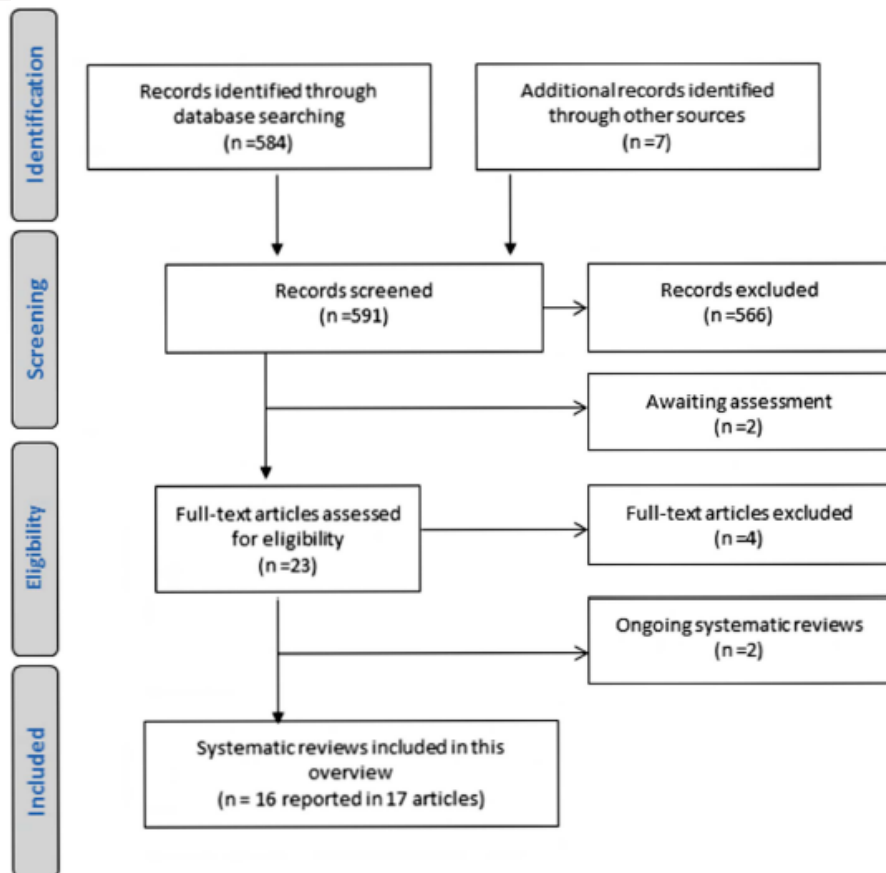 Identification
Records identified through
database searching
(n =584)
Additional records identified
through other sources
(n =7)
Screening
Records screened
(n =591)
Records excluded
(n =566)
Awaiting assessment
(n =2)
Eligibility
Full-text articles assessed
for eligibility
(n =23)
Full-text articles excluded
(n =4)
Ongoing systematic reviews
(n =2)
Included
Systematic reviews included in this
overview
(n = 16 reported in 17 articles)